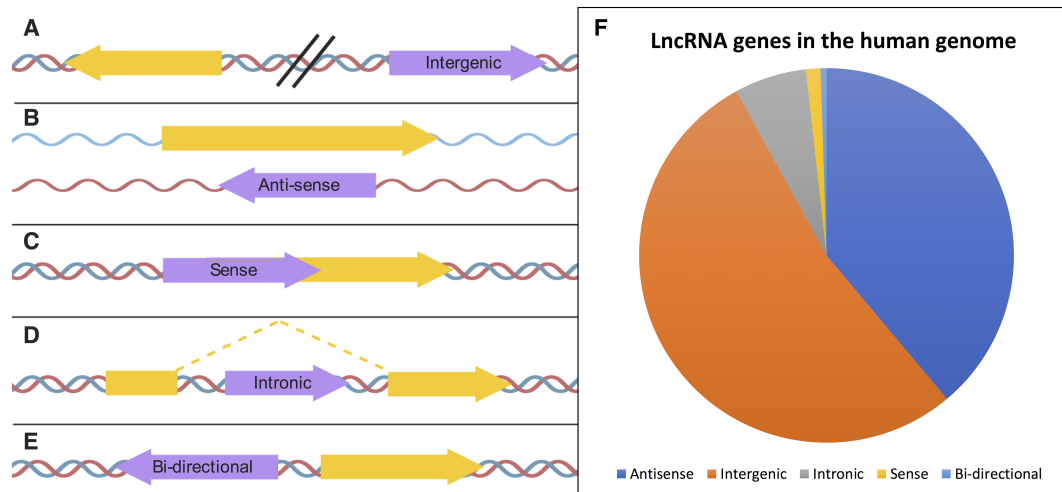 A
Intergenic
B
Anti-sense
C
Sense
D
Intronic
E
Bi-directional
F
LncRNA genes in the human genome
Antisense Intergenic Intronic Sense Bi-directional